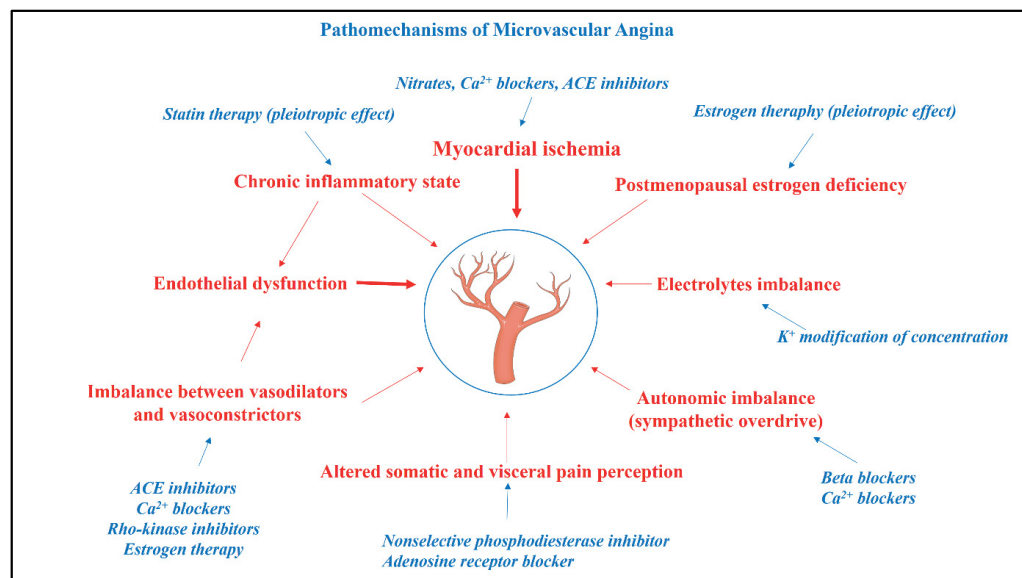 Pathomechanisms of Microvascular Angina
Nitrates, Ca²⁺ blockers, ACE inhibitors
Statin therapy (pleiotropic effect)
Estrogen theraphy (pleiotropic effect)
Myocardial ischemia
Chronic inflammatory state
Postmenopausal estrogen deficiency
Endothelial dysfunction
Electrolytes imbalance
K⁺ modification of concentration
Imbalance between vasodilators
and vasoconstrictors
Autonomic imbalance
(sympathetic overdrive)
Altered somatic and visceral pain perception
ACE inhibitors
Ca²⁺ blockers
Rho-kinase inhibitors
Estrogen therapy
Beta blockers
Ca²⁺ blockers
Nonselective phosphodiesterase inhibitor
Adenosine receptor blocker